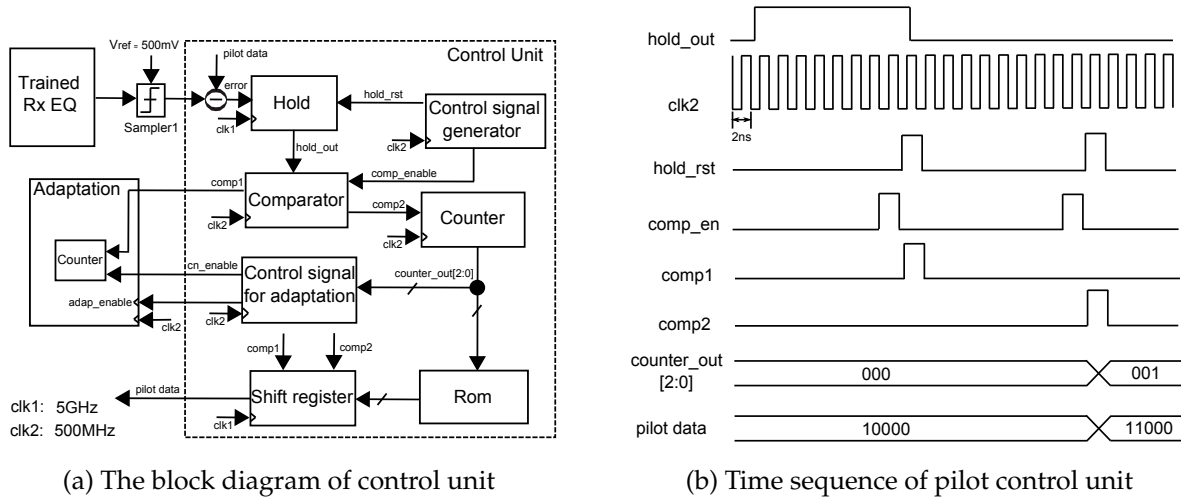 Vref = 500mV
pilot data
Control Unit
Trained
Rx EQ
Sampler1
error
clk1
Hold
hold_rst
Control signal
generator
clk2
hold_out
comp_enable
Adaptation
comp1
Comparator
clk2
comp2
Counter
clk2
Counter
cn_enable
Control signal
for adaptation
counter_out[2:0]
adap_enable
clk2
clk2
comp1
comp2
pilot data
Shift register
Rom
clk1
clk1: 5GHz
clk2: 500MHz
(a) The block diagram of control unit
hold_out
clk2
2ns
hold_rst
comp_en
comp1
comp2
counter_out
[2:0]
000
001
pilot data
10000
11000
(b) Time sequence of pilot control unit